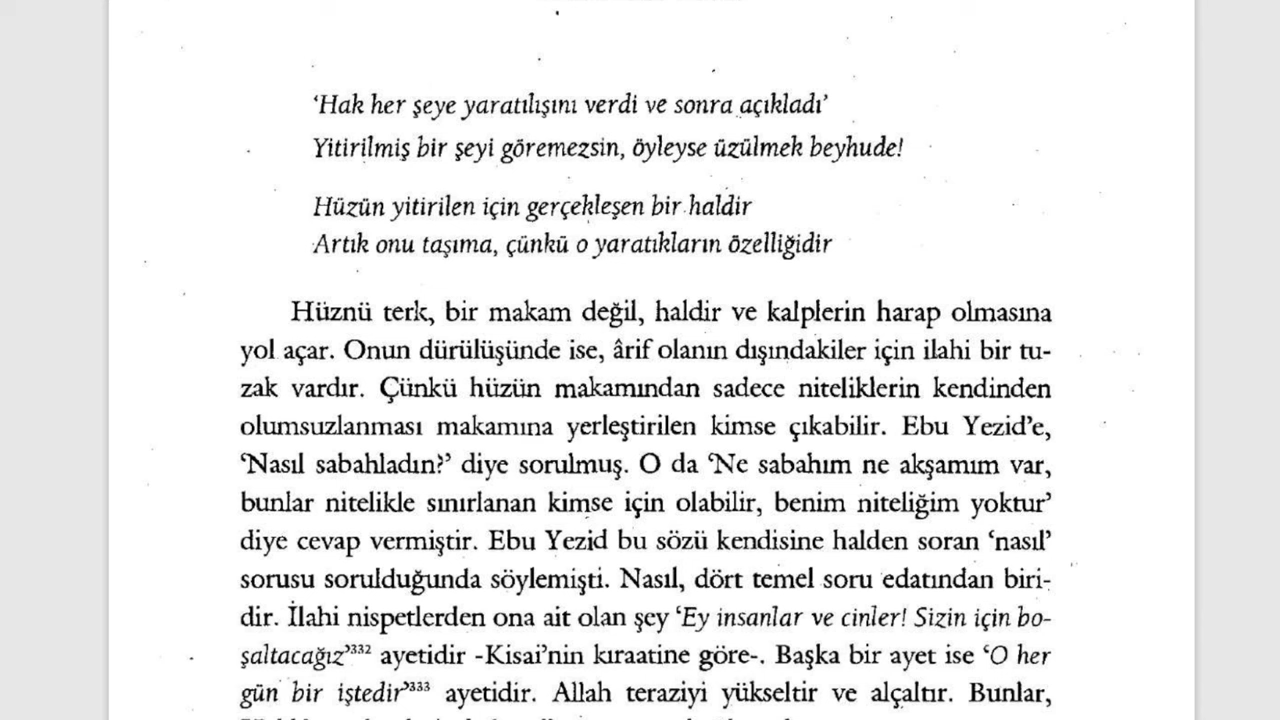 ‘Hak her şeye yaratılışını verdi ve sonra açıkladı’
Yitirilmiş bir şeyi göremezsin, öyleyse üzülmek beyhude!
Hüzün yitirilen için gerçekleşen bir haldir
Artık onu taşıma, çünkü o yaratıkların özelliğidir
Hüznü terk, bir makam değil, haldir ve kalplerin harap olmasına
yol açar. Onun dürülüşünde ise, ârif olanın dışındakiler için ilahi bir tu-
zak vardır. Çünkü hüzün makamından sadece niteliklerin kendinden
olumsuzlanması makamına yerleştirilen kimse çıkabilir. Ebu Yezid’e,
‘Nasıl sabahladın?’ diye sorulmuş. O da ‘Ne sabahım ne akşamım var,
bunlar nitelikle sınırlanan kimse için olabilir, benim niteliğim yoktur’
diye cevap vermiştir. Ebu Yezid bu sözü kendisine halden soran ‘nasıl’
sorusu sorulduğunda söylemişti. Nasıl, dört temel soru edatından biri-
dir. İlahi nispetlerden ona ait olan şey ‘Ey insanlar ve cinler! Sizin için bo-
şaltacağız’³³² ayetidir -Kisai’nin kıraatine göre-. Başka bir ayet ise ‘O her
gün bir iştedir’³³³ ayetidir. Allah teraziyi yükseltir ve alçaltır. Bunlar,